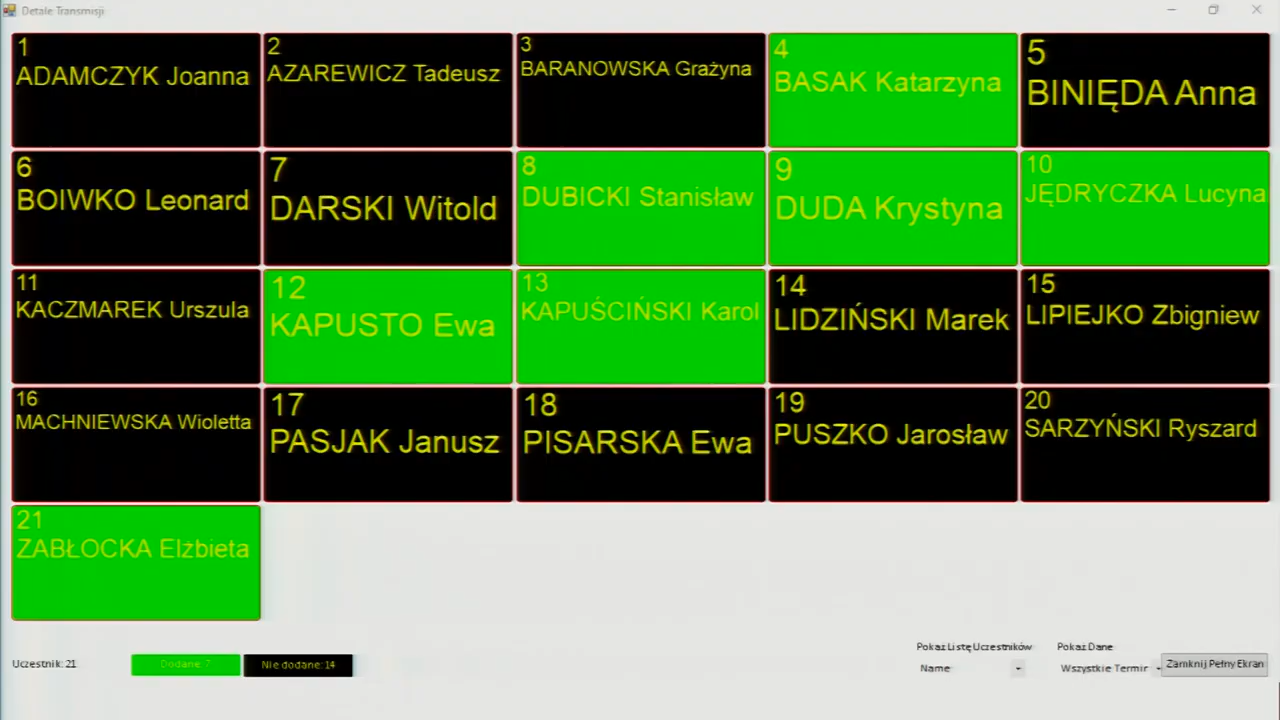 Detale Transmisji
1
ADAMCZYK Joanna
2
AZAREWICZ Tadeusz
3
BARANOWSKA Grażyna
4
BASAK Katarzyna
5
BINIĘDA Anna
6
BOIWKO Leonard
7
DARSKI Witold
8
DUBICKI Stanisław
9
DUDA Krystyna
10
JĘDRYCZKA Lucyna
11
KACZMAREK Urszula
12
KAPUSTO Ewa
13
KAPUŚCIŃSKI Karol
14
LIDZIŃSKI Marek
15
LIPIEJKO Zbigniew
16
MACHNIEWSKA Wioletta
17
PASJAK Janusz
18
PISARSKA Ewa
19
PUSZKO Jarosław
20
SARZYŃSKI Ryszard
21
ZABŁOCKA Elżbieta
Uczestnik: 21
Dodane: 7
Nie dodane: 14
Pokaż Listę Uczestników
Name
Pokaż Dane
Wszystkie Termir
Zamknij Pełny Ekran